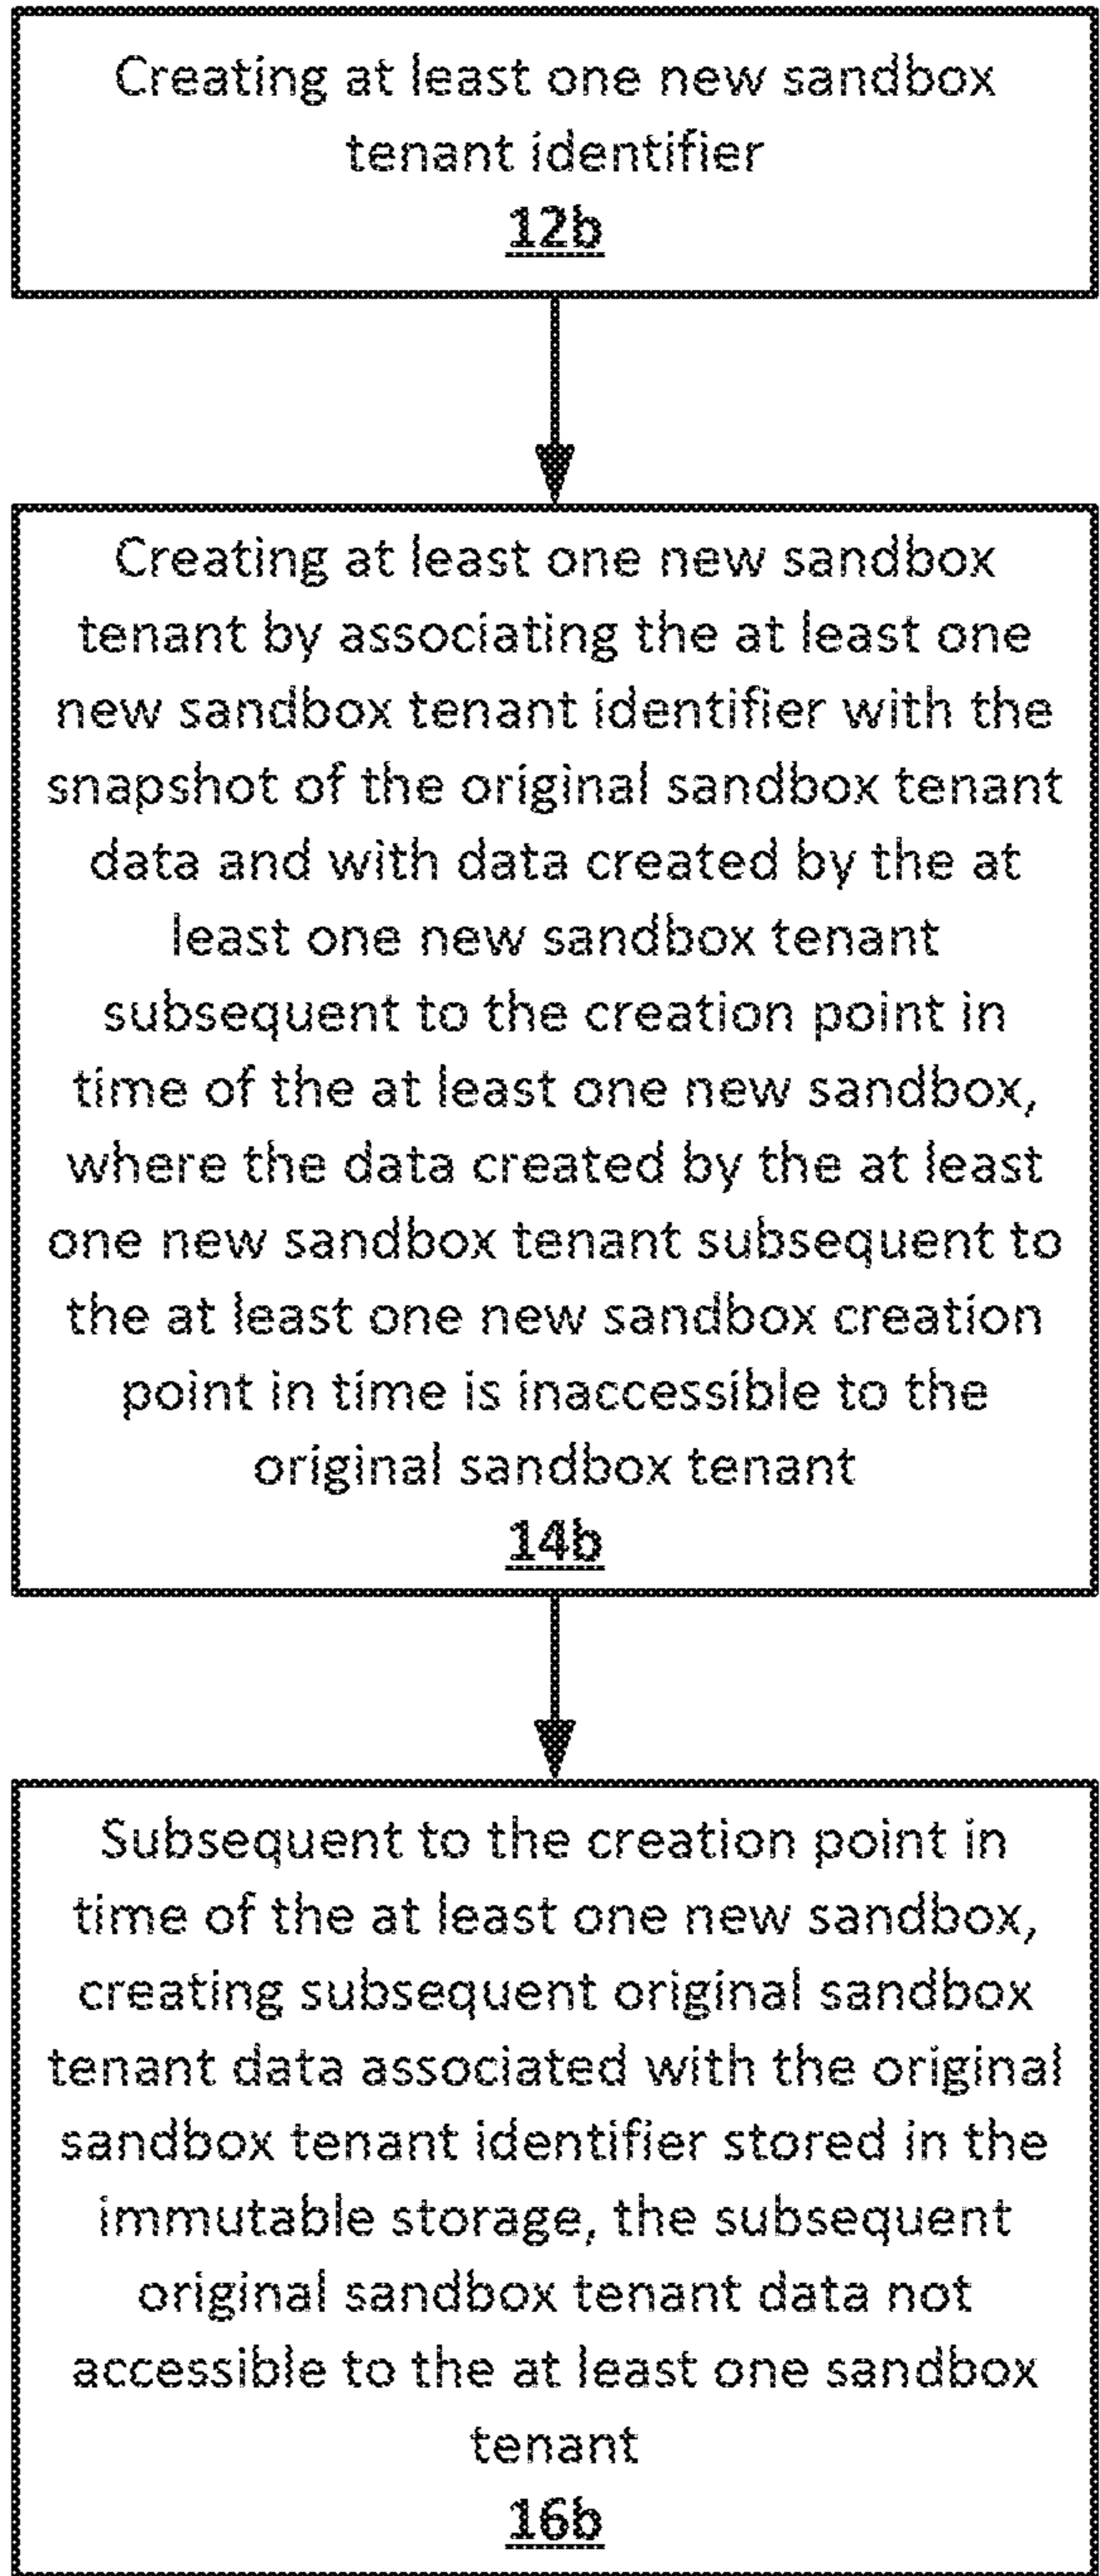 Creating at least one new sandbox
tenant identifier
12b
Creating at least one new sandbox
tenant by associating the at least one
new sandbox tenant identifier with the
snapshot of the original sandbox tenant
data and with data created by the at
least one new sandbox tenant
subsequent to the creation point in
time of the at least one new sandbox,
where the data created by the at least
one new sandbox tenant subsequent to
the at least one new sandbox creation
point in time is inaccessible to the
original sandbox tenant
14b
Subsequent to the creation point in
time of the at least one new sandbox,
creating subsequent original sandbox
tenant data associated with the original
sandbox tenant identifier stored in the
immutable storage, the subsequent
original sandbox tenant data not
accessible to the at least one sandbox
tenant
16b